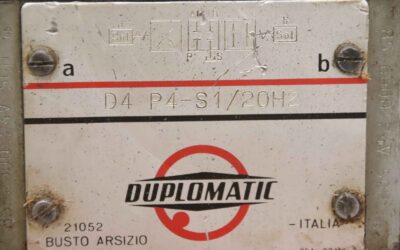 a
b
D4 P4-S1/20H2
DUPLOMATIC
21052
BUSTO ARSIZIO
-ITALIA-